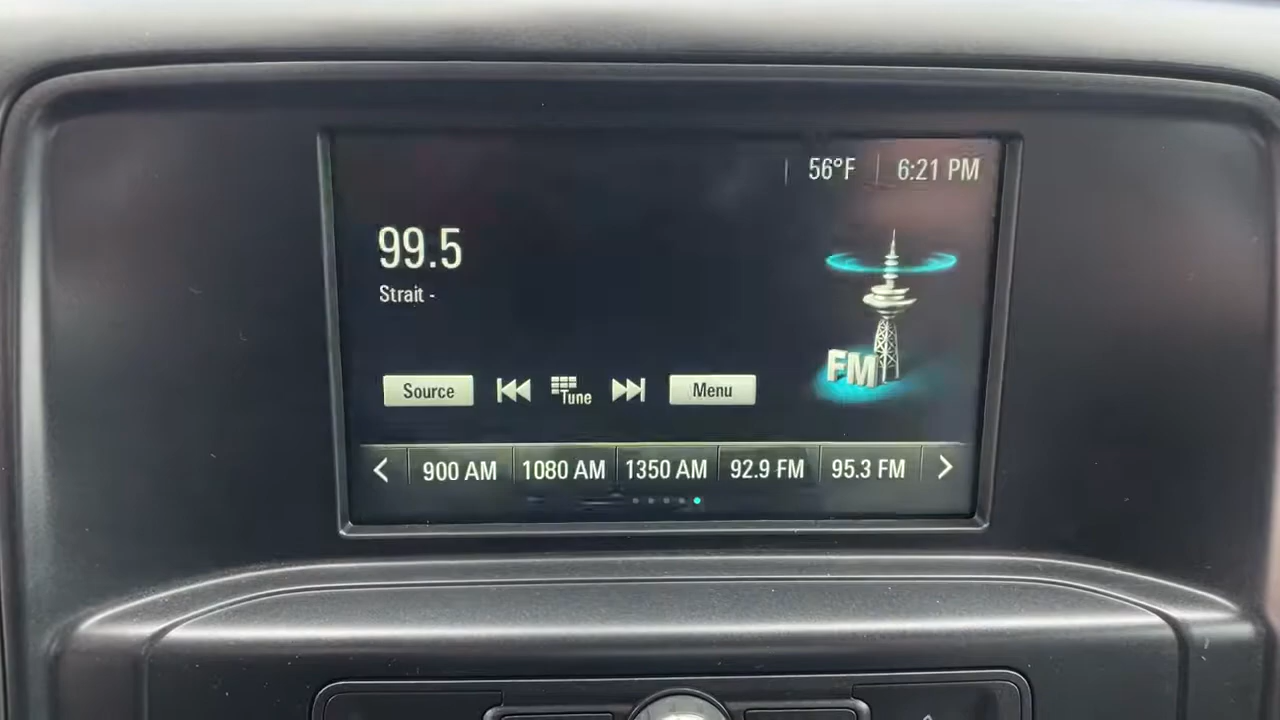 56°F 6:21 PM
99.5
Strait -
FM
Source Tune Menu
900 AM 1080 AM 1350 AM 92.9 FM 95.3 FM